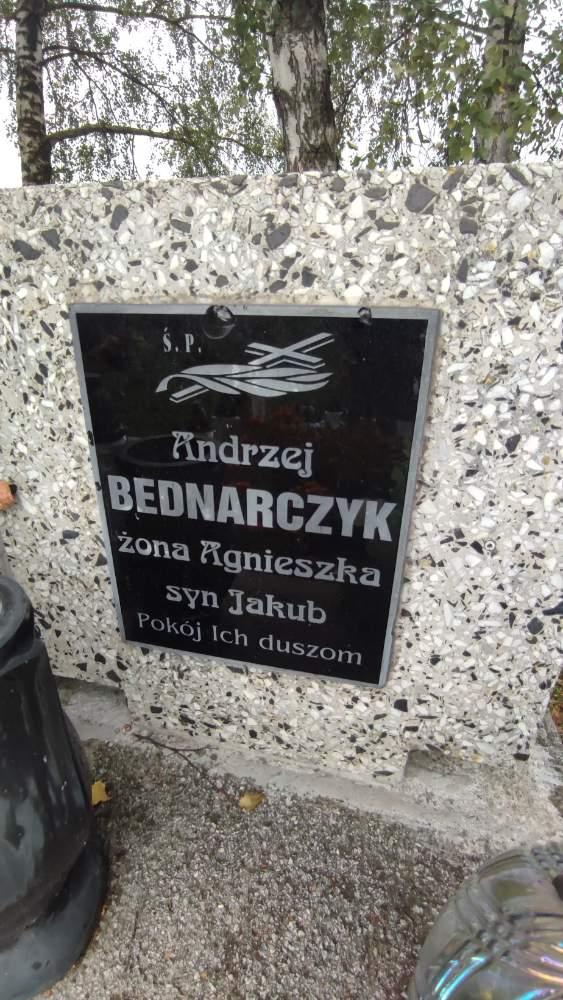 Ś. P.
Andrzej
BEDNARCZYK
żona Agnieszka
syn Jakub
Pokój Ich duszom